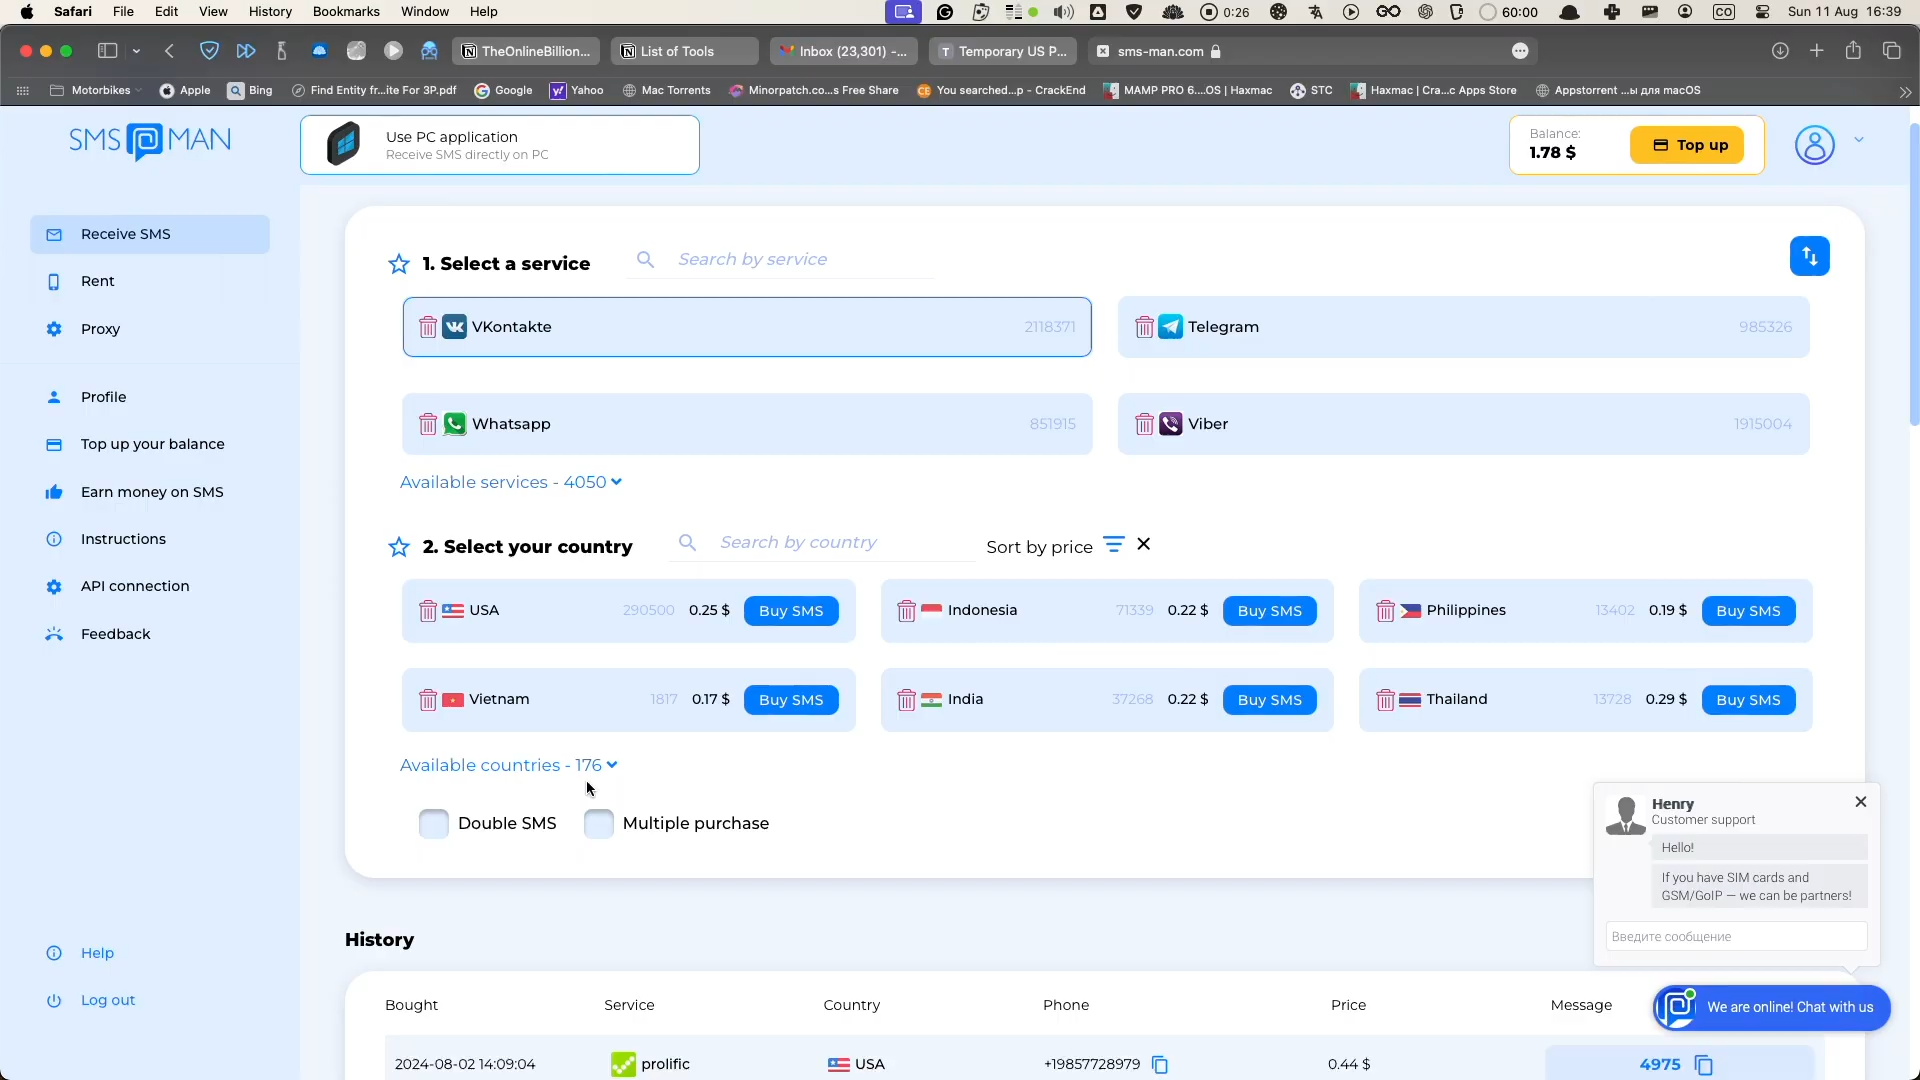 Safari File Edit View History Bookmarks Window Help 0:26 60:00 CO Sun 11 Aug 16:39
TheOnlineBillion... List of Tools Inbox (23,301) -... T Temporary US P... sms-man.com
Motorbikes Apple Bing Find Entity fr...ite For 3P.pdf Google Yahoo Mac Torrents Minorpatch.co...s Free Share You searched...p - CrackEnd MAMP PRO 6....OS | Haxmac STC Haxmac | Cra...c Apps Store Appstorrent ...ы для macOS
SMS MAN
Use PC application
Receive SMS directly on PC
Balance:
1.78 $
Top up
Receive SMS
Rent
Proxy
Profile
Top up your balance
Earn money on SMS
Instructions
API connection
Feedback
Help
Log out
1. Select a service Search by service
VKontakte 2118371 Telegram 985326
Whatsapp 851915 Viber 1915004
Available services - 4050
2. Select your country Search by country Sort by price
USA 290500 0.25 $ Buy SMS Indonesia 71339 0.22 $ Buy SMS Philippines 13402 0.19 $ Buy SMS
Vietnam 1817 0.17 $ Buy SMS India 37268 0.22 $ Buy SMS Thailand 13728 0.29 $ Buy SMS
Available countries - 176
Double SMS Multiple purchase
Henry
Customer support
Hello!
If you have SIM cards and
GSM/GoIP — we can be partners!
Введите сообщение
We are online! Chat with us
History
Bought Service Country Phone Price Message
2024-08-02 14:09:04 prolific USA +19857728979 0.44 $ 4975